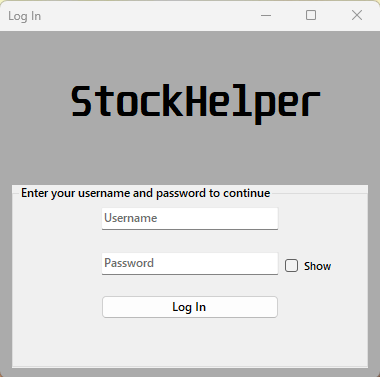 Log In
StockHelper
Enter your username and password to continue
Username
Password
Show
Log In